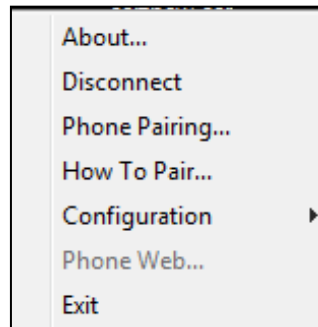 About...
Disconnect
Phone Pairing...
How To Pair...
Configuration
Phone Web...
Exit